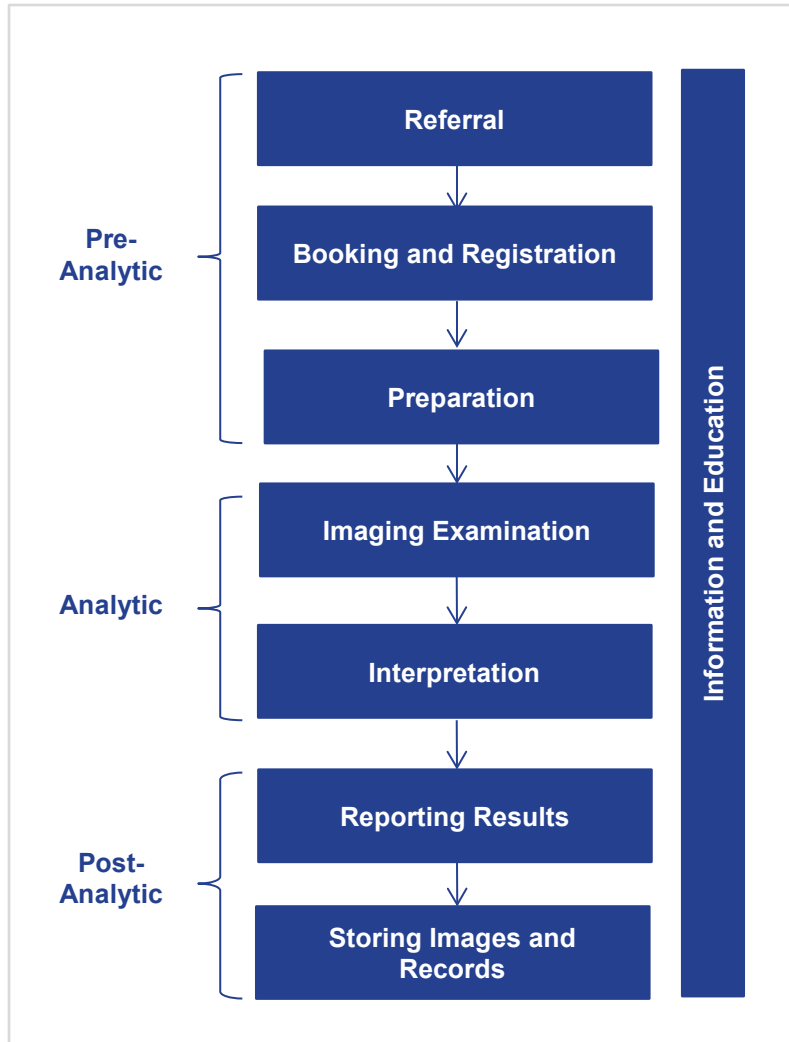 Referral
Pre-
Analytic
Booking and Registration
Preparation
Imaging Examination
Analytic
Interpretation
Reporting Results
Post-
Analytic
Storing Images and
Records
Information and Education